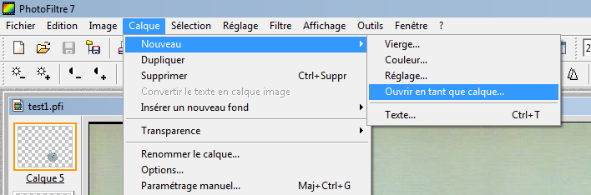 PhotoFiltre 7
Fichier Edition Image Calque Sélection Réglage Filtre Affichage Outils Fenêtre ?
Nouveau
Dupliquer
Supprimer Ctrl+Suppr
Convertir le texte en calque image
Insérer un nouveau fond
Transparence
Renommer le calque...
Options...
Paramétrage manuel... Maj+Ctrl+G
Vierge...
Couleur...
Réglage...
Ouvrir en tant que calque...
Texte... Ctrl+T
test1.pfi
Calque 5